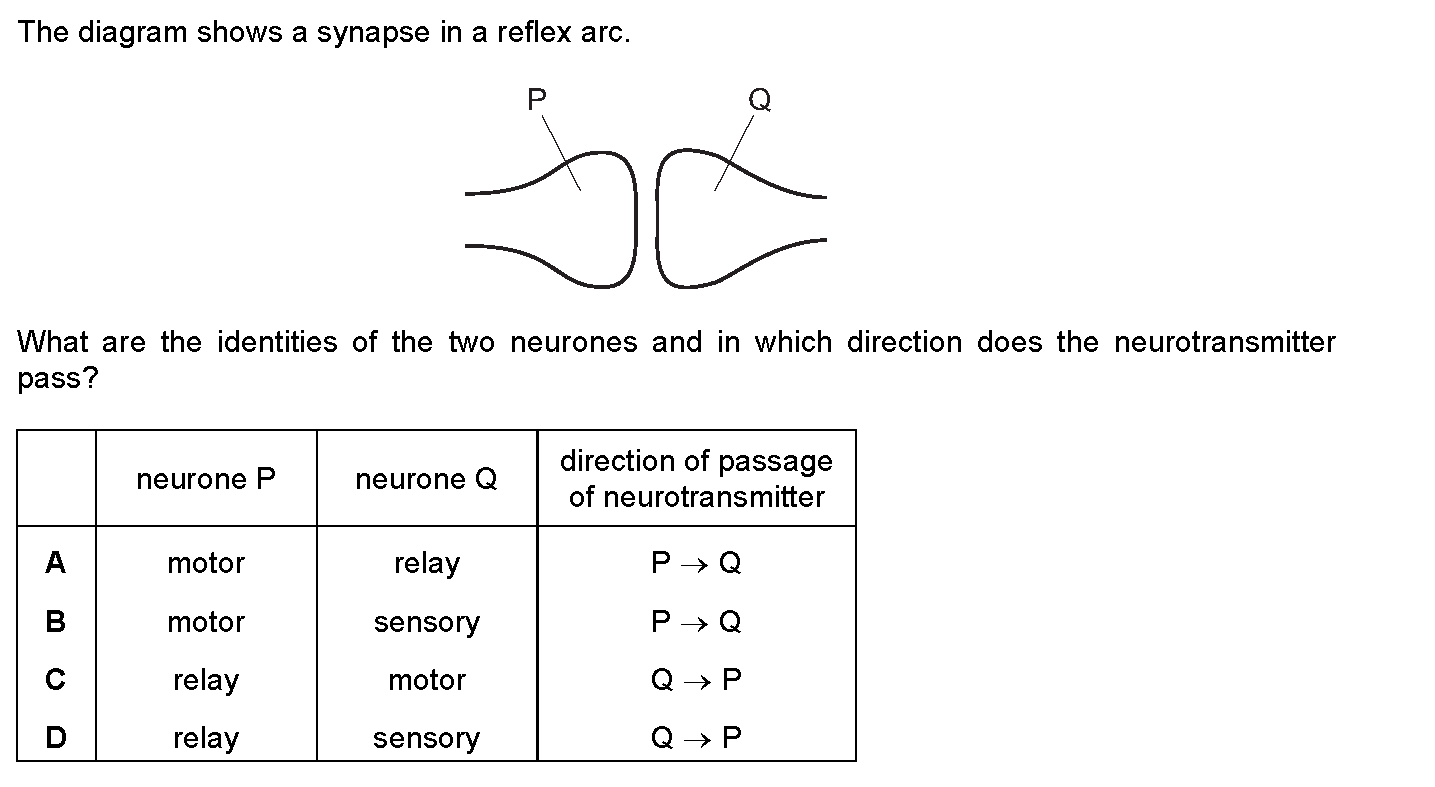 The diagram shows a synapse in a reflex arc.
P Q
What are the identities of the two neurones and in which direction does the neurotransmitter
pass?
neurone P neurone Q direction of passage
of neurotransmitter
A motor relay P → Q
B motor sensory P → Q
C relay motor Q → P
D relay sensory Q → P